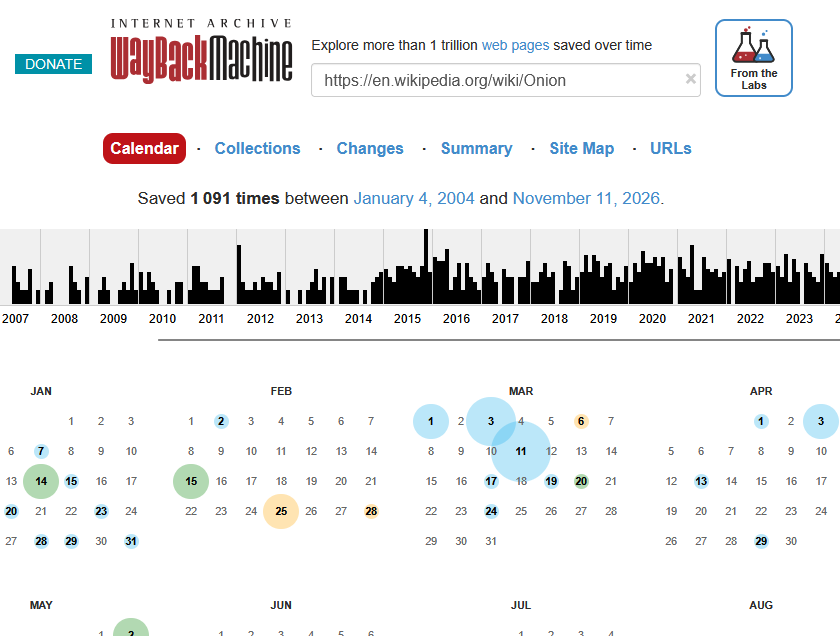 INTERNET ARCHIVE
WayBackMachine
DONATE
Explore more than 1 trillion web pages saved over time
https://en.wikipedia.org/wiki/Onion
×
From the
Labs
Calendar · Collections · Changes · Summary · Site Map · URLs
Saved 1 091 times between January 4, 2004 and November 11, 2026.
2007 2008 2009 2010 2011 2012 2013 2014 2015 2016 2017 2018 2019 2020 2021 2022 2023 2
JAN
1 2 3
6 7 8 9 10
13 14 15 16 17
20 21 22 23 24
27 28 29 30 31
FEB
1 2 3 4 5 6 7
8 9 10 11 12 13 14
15 16 17 18 19 20 21
22 23 24 25 26 27 28
MAR
1 2 3 4 5 6 7
8 9 10 11 12 13 14
15 16 17 18 19 20 21
22 23 24 25 26 27 28
29 30 31
APR
1 2 3
5 6 7 8 9 10
12 13 14 15 16 17
19 20 21 22 23 24
26 27 28 29 30
MAY
1 2
JUN
1 2 3 4 5 6
JUL
1 2 3 4
AUG